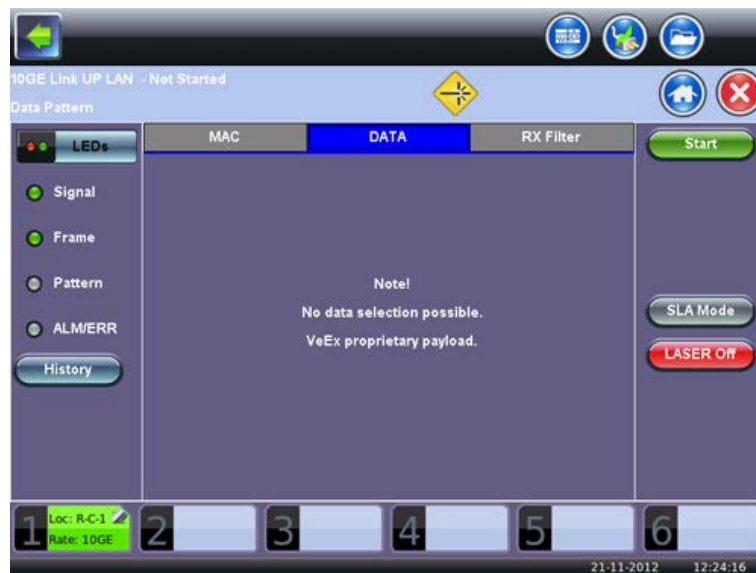 10GE Link UP LAN - Not Started
Data Pattern
LEDs
MAC
DATA
RX Filter
Start
Signal
Frame
Pattern
ALM/ERR
History
Note!
No data selection possible.
VeEx proprietary payload.
SLA Mode
LASER Off
1
Loc: R-C-1
Rate: 10GE
2
3
4
5
6
21-11-2012 12:24:16